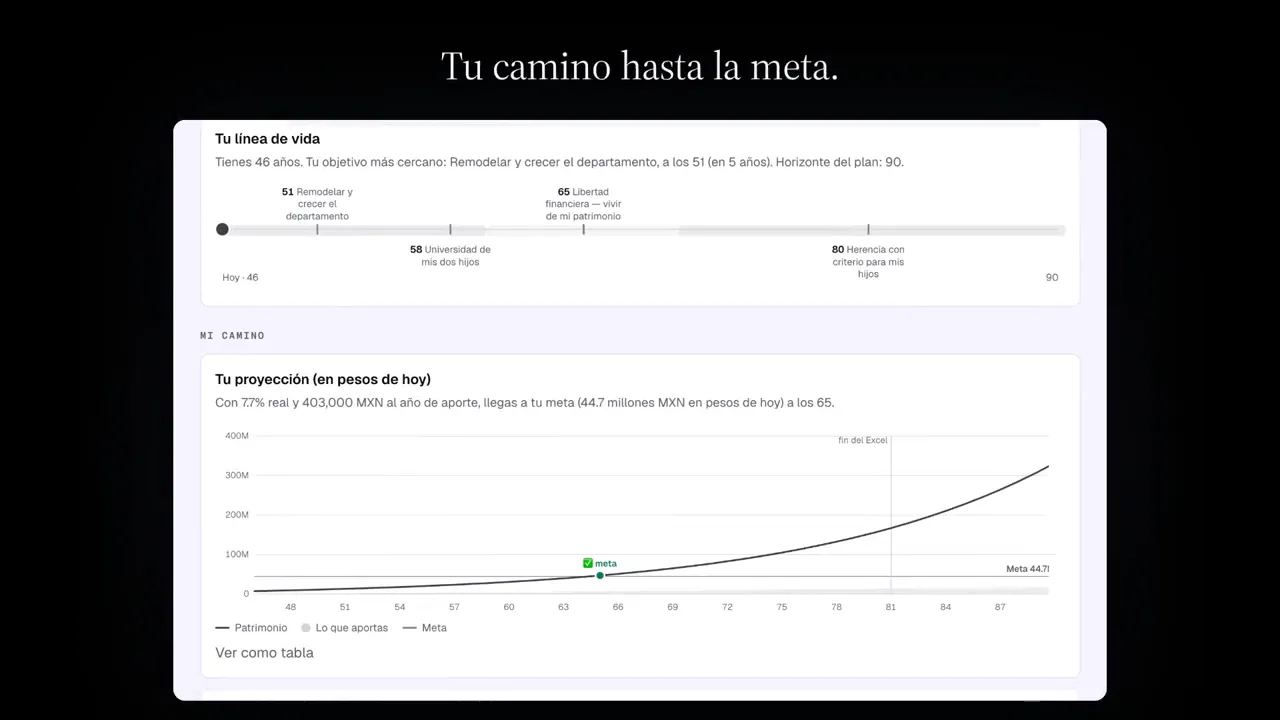 Tu camino hasta la meta.
Tu línea de vida
Tienes 46 años. Tu objetivo más cercano: Remodelar y crecer el departamento, a los 51 (en 5 años). Horizonte del plan: 90.
51 Remodelar y
crecer el
departamento
65 Libertad
financiera — vivir
de mi patrimonio
58 Universidad de
mis dos hijos
80 Herencia con
criterio para mis
hijos
Hoy · 46
90
MI CAMINO
Tu proyección (en pesos de hoy)
Con 7.7% real y 403,000 MXN al año de aporte, llegas a tu meta (44.7 millones MXN en pesos de hoy) a los 65.
400M
fin del Excel
300M
200M
100M
✅ meta
Meta 44.7
0
48 51 54 57 60 63 66 69 72 75 78 81 84 87
Patrimonio Lo que aportas Meta
Ver como tabla